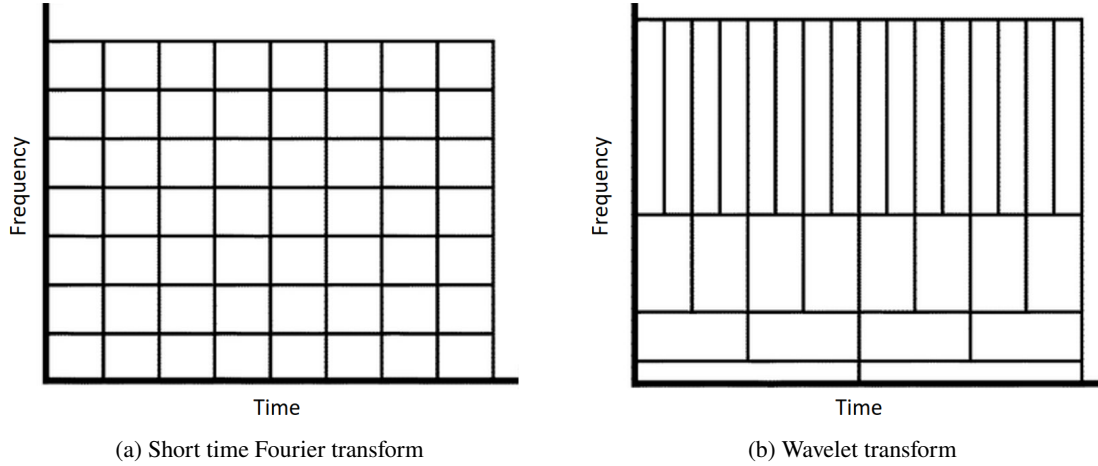 Frequency
Time
(a) Short time Fourier transform
Frequency
Time
(b) Wavelet transform